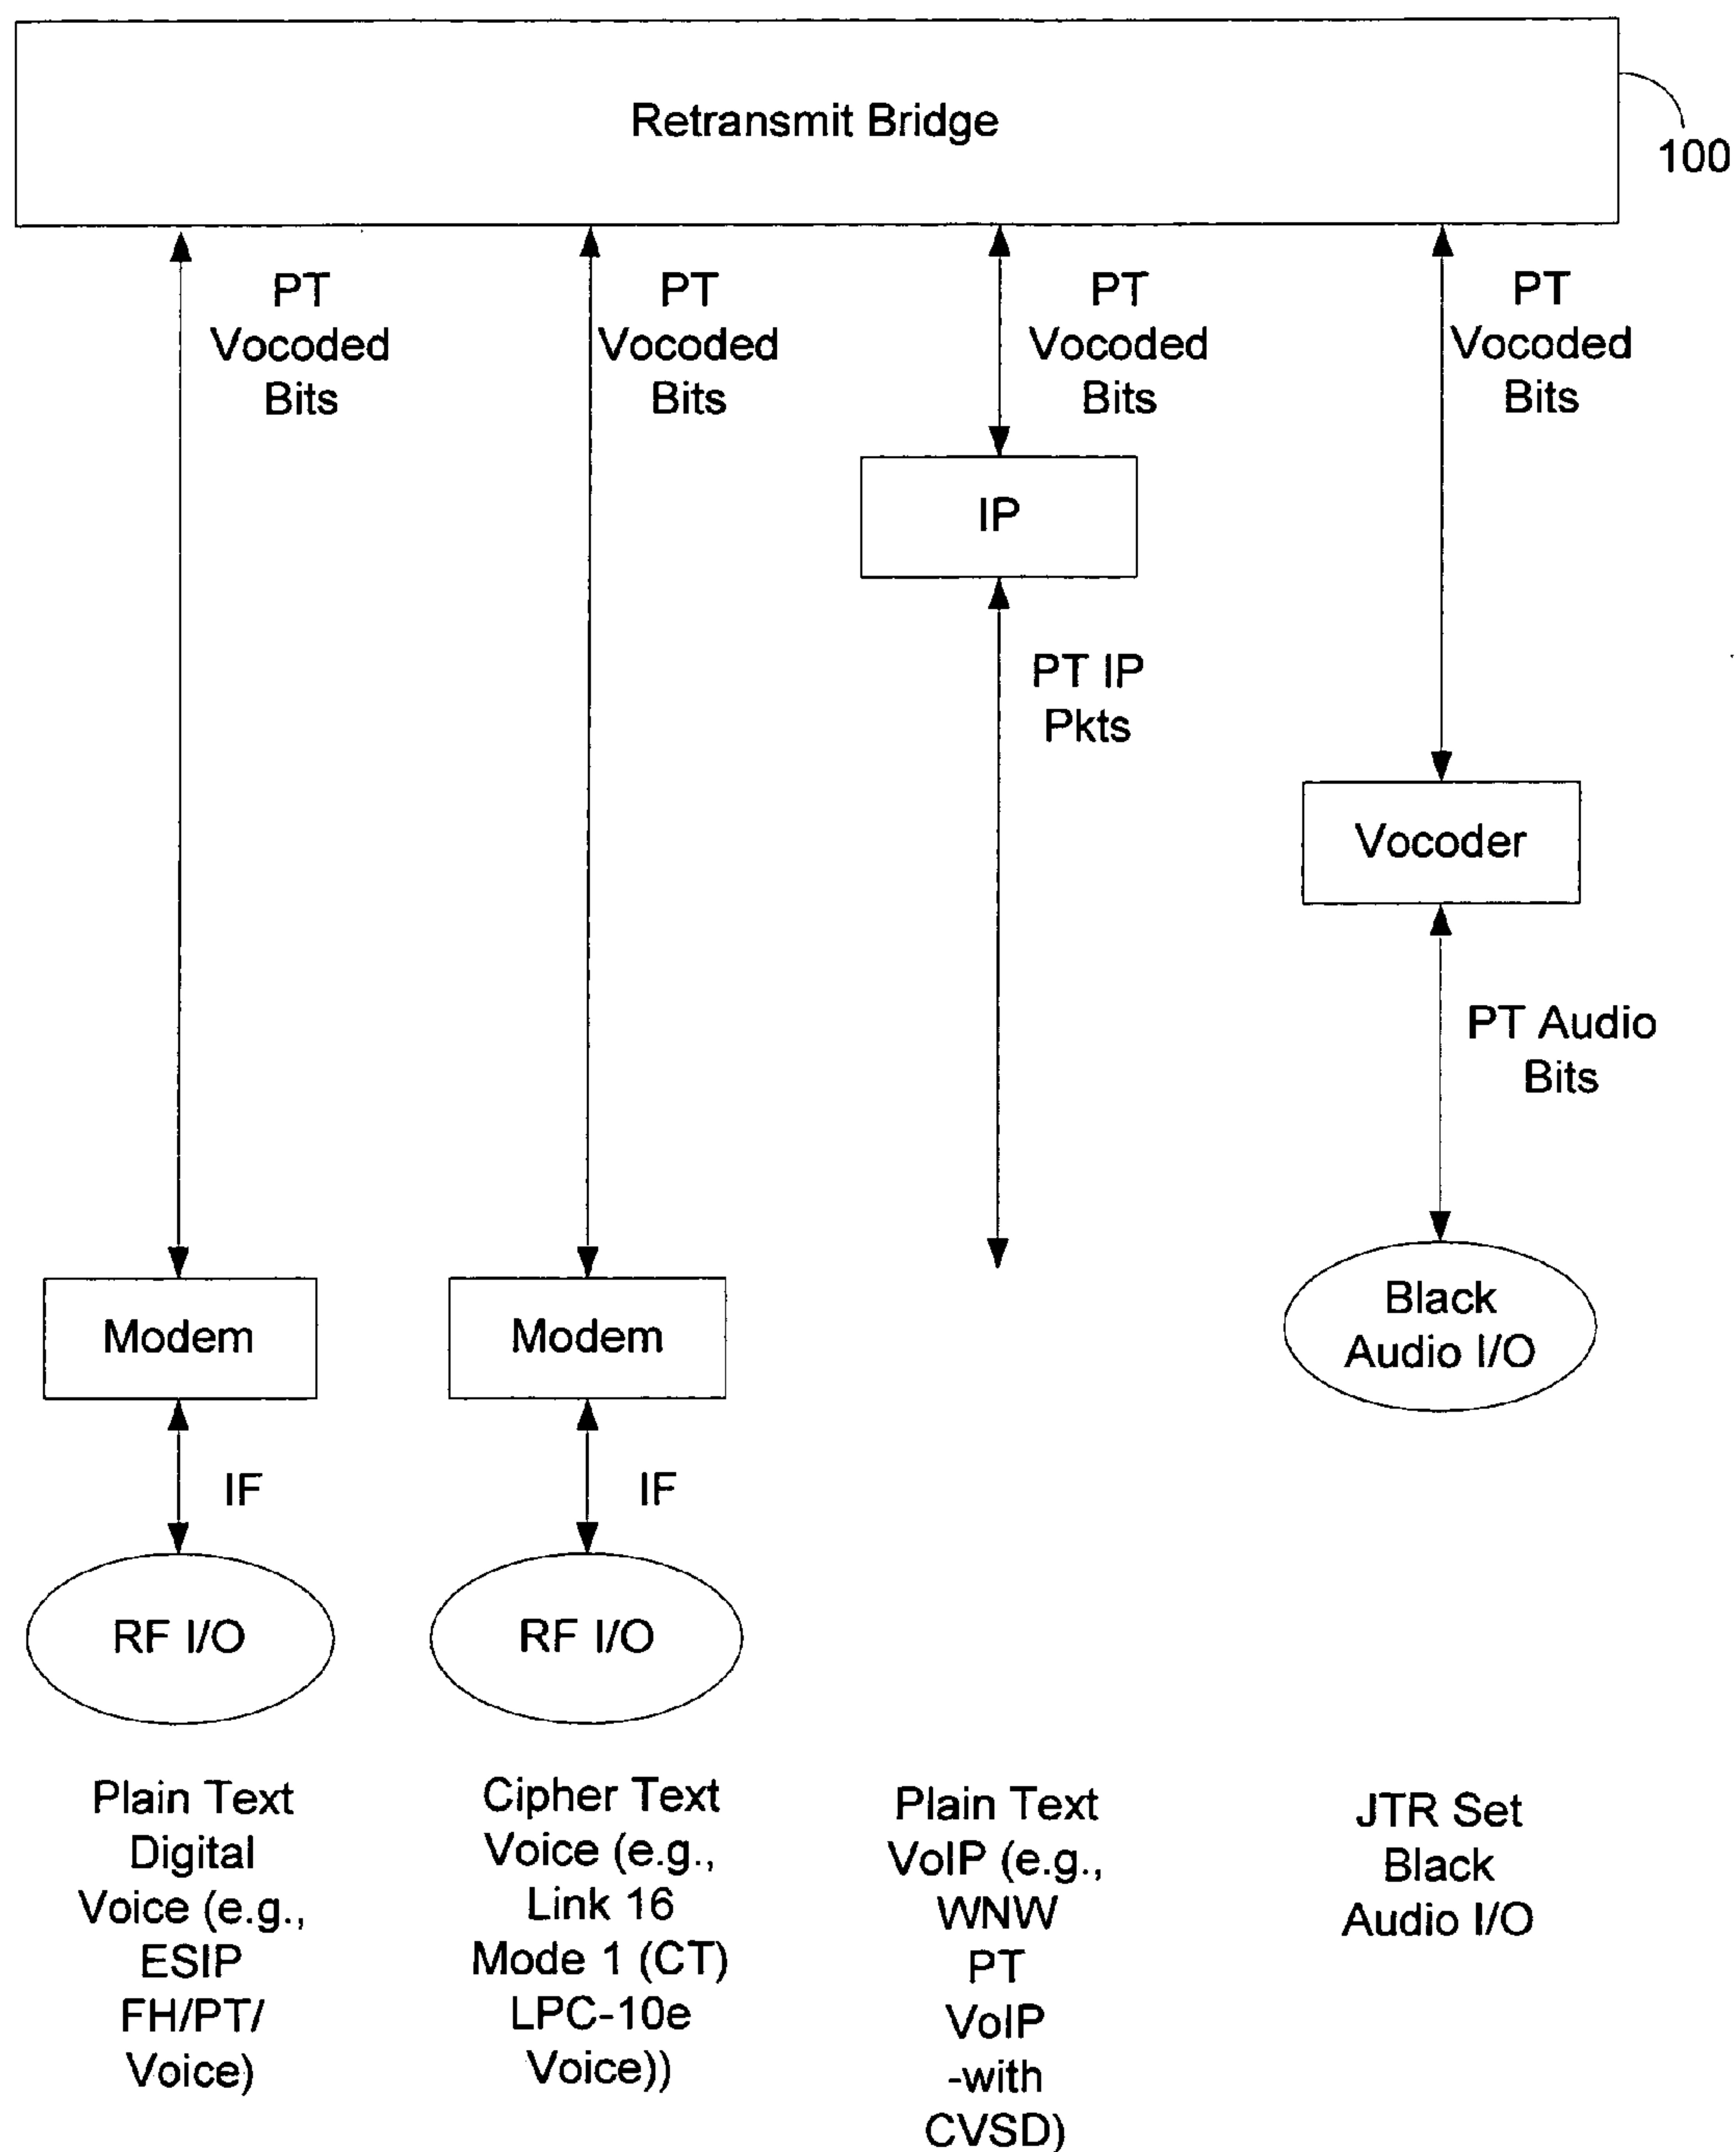 Retransmit Bridge
100
PT
Vocoded
Bits
PT
Vocoded
Bits
PT
Vocoded
Bits
PT
Vocoded
Bits
IP
PT IP
Pkts
Vocoder
PT Audio
Bits
Modem
Modem
Black
Audio I/O
IF
IF
RF I/O
RF I/O
Plain Text
Digital
Voice (e.g.,
ESIP
FH/PT/
Voice)
Cipher Text
Voice (e.g.,
Link 16
Mode 1 (CT)
LPC-10e
Voice))
Plain Text
VoIP (e.g.,
WNW
PT
VoIP
-with
CVSD)
JTR Set
Black
Audio I/O